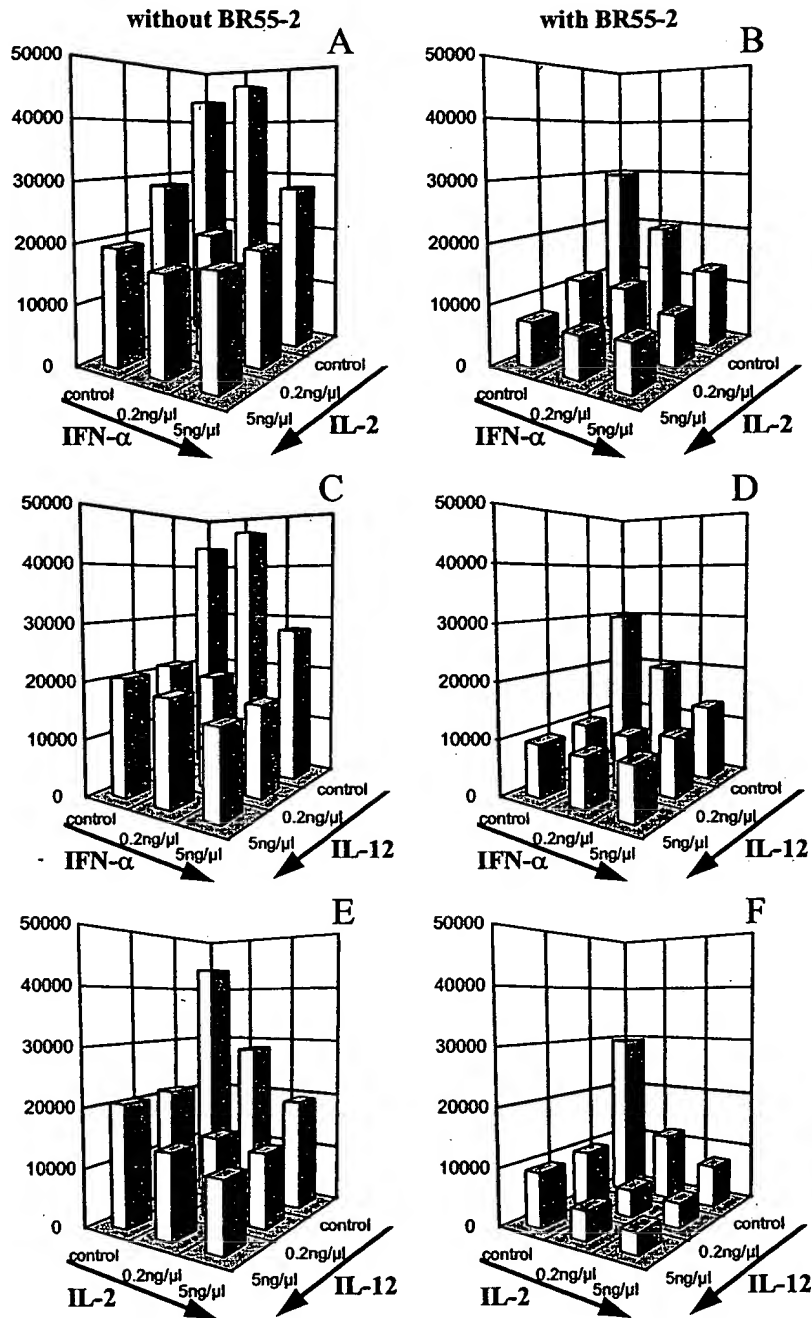 without BR55-2
with BR55-2
A
50000
40000
30000
20000
10000
0
control
0.2ng/μl
5ng/μl
IFN-α
5ng/μl
0.2ng/μl
control
IL-2
B
50000
40000
30000
20000
10000
0
control
0.2ng/μl
5ng/μl
IFN-α
5ng/μl
0.2ng/μl
control
IL-2
C
50000
40000
30000
20000
10000
0
control
0.2ng/μl
5ng/μl
IFN-α
5ng/μl
0.2ng/μl
control
IL-12
D
50000
40000
30000
20000
10000
0
control
0.2ng/μl
5ng/μl
IFN-α
5ng/μl
0.2ng/μl
control
IL-12
E
50000
40000
30000
20000
10000
0
control
0.2ng/μl
5ng/μl
IL-2
5ng/μl
0.2ng/μl
control
IL-12
F
50000
40000
30000
20000
10000
0
control
0.2ng/μl
5ng/μl
IL-2
5ng/μl
0.2ng/μl
control
IL-12